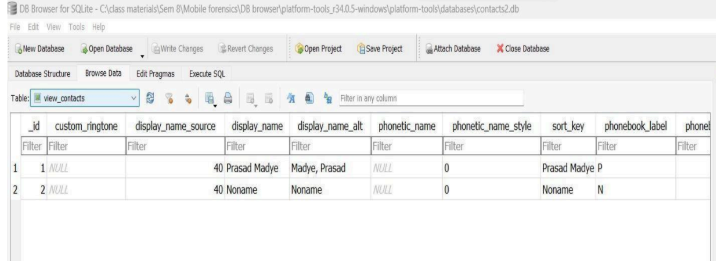 DB Browser for SQLite - C:\class materials\Sem 8\Mobile forensics\DB browser\platform-tools_r34.0.5-windows\platform-tools\databases\contacts2.db
File Edit View Tools Help
New Database Open Database Write Changes Revert Changes Open Project Save Project Attach Database Close Database
Database Structure Browse Data Edit Pragmas Execute SQL
Table: view_contacts Filter in any column
_id custom_ringtone display_name_source display_name display_name_alt phonetic_name phonetic_name_style sort_key phonebook_label phonel
Filter Filter Filter Filter Filter Filter Filter Filter Filter Filter
1 1 NULL 40 Prasad Madye Madye, Prasad NULL 0 Prasad Madye P
2 2 NULL 40 Noname Noname NULL 0 Noname N